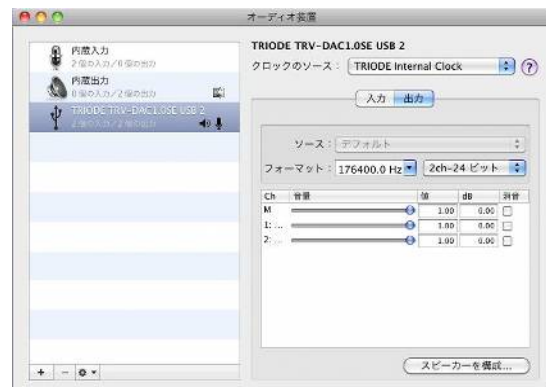 オーディオ装置
内蔵入力
2 個の入力/0 個の出力
内蔵出力
0 個の入力/2 個の出力
TRIODE TRV-DAC1.0SE USB 2
2 個の入力/2 個の出力
TRIODE TRV-DAC1.0SE USB 2
クロックのソース： TRIODE Internal Clock
入力 出力
ソース： デフォルト
フォーマット： 176400.0 Hz 2ch-24 ビット
Ch 音量 値 dB 消音
M 1.00 0.00
1: ... 1.00 0.00
2: ... 1.00 0.00
スピーカーを構成...